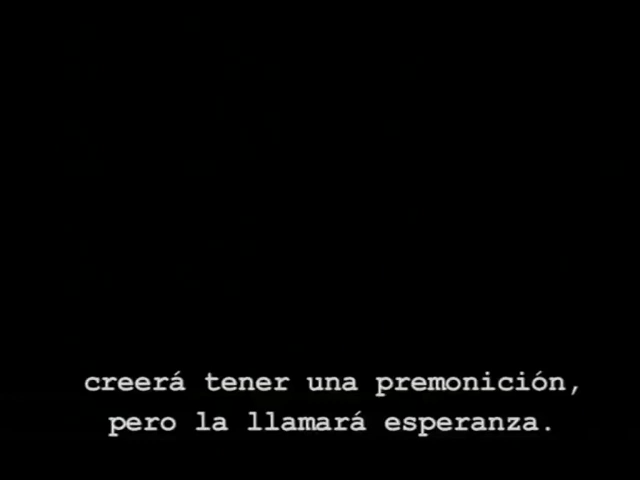 creerá tener una premonición,
pero la llamará esperanza.